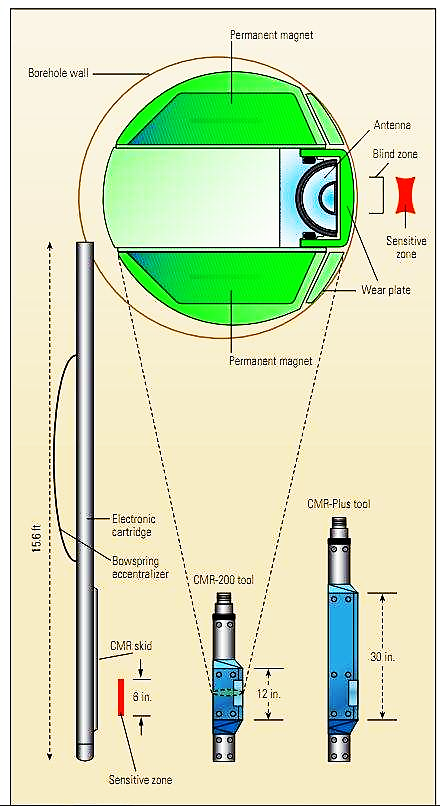 Permanent magnet
Borehole wall
Antenna
Blind zone
Sensitive
zone
Wear plate
Permanent magnet
15.6 ft
Electronic
cartridge
Bowspring
eccentralizer
CMR skid
6 in.
Sensitive zone
CMR-200 tool
12 in.
CMR-Plus tool
30 in.